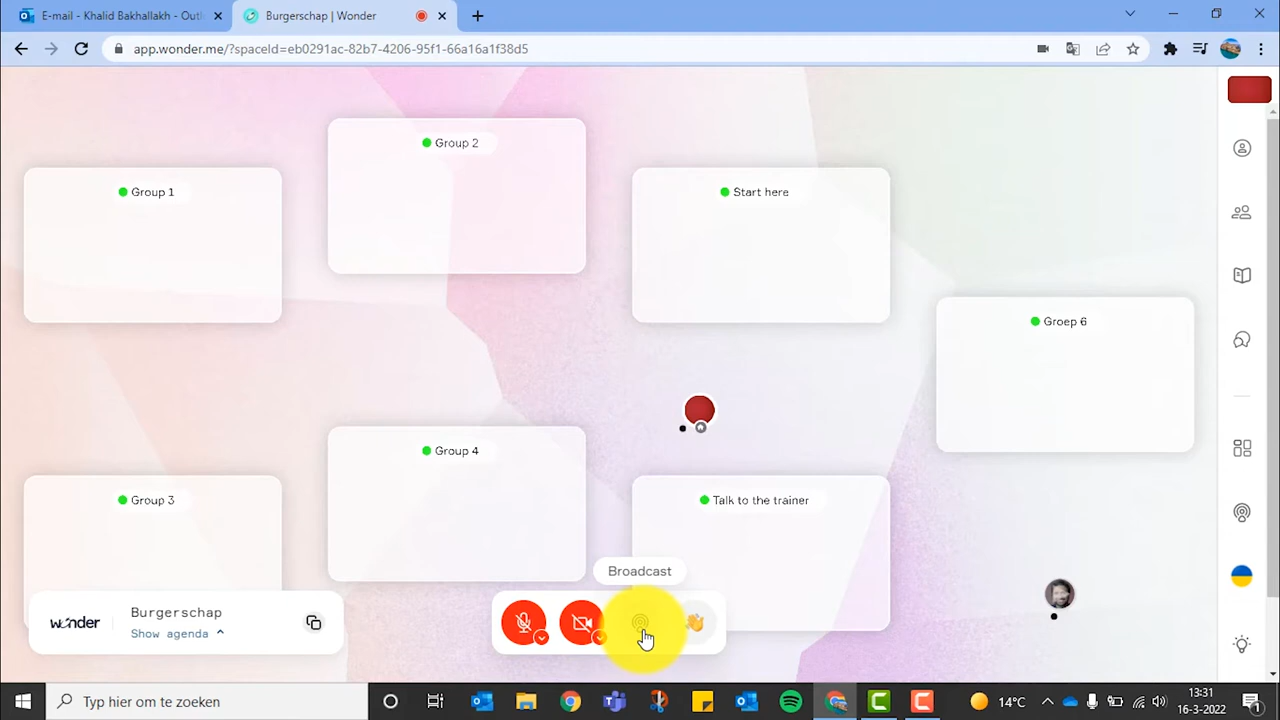 E-mail - Khalid Bakhallakh - Outl
Burgerschap | Wonder
app.wonder.me/?spaceId=eb0291ac-82b7-4206-95f1-66a16a1f38d5
Group 2
Group 1
Start here
Groep 6
Group 4
Group 3
Talk to the trainer
Broadcast
wonder
Burgerschap
Show agenda
Typ hier om te zoeken
14°C
13:31
16-3-2022
1